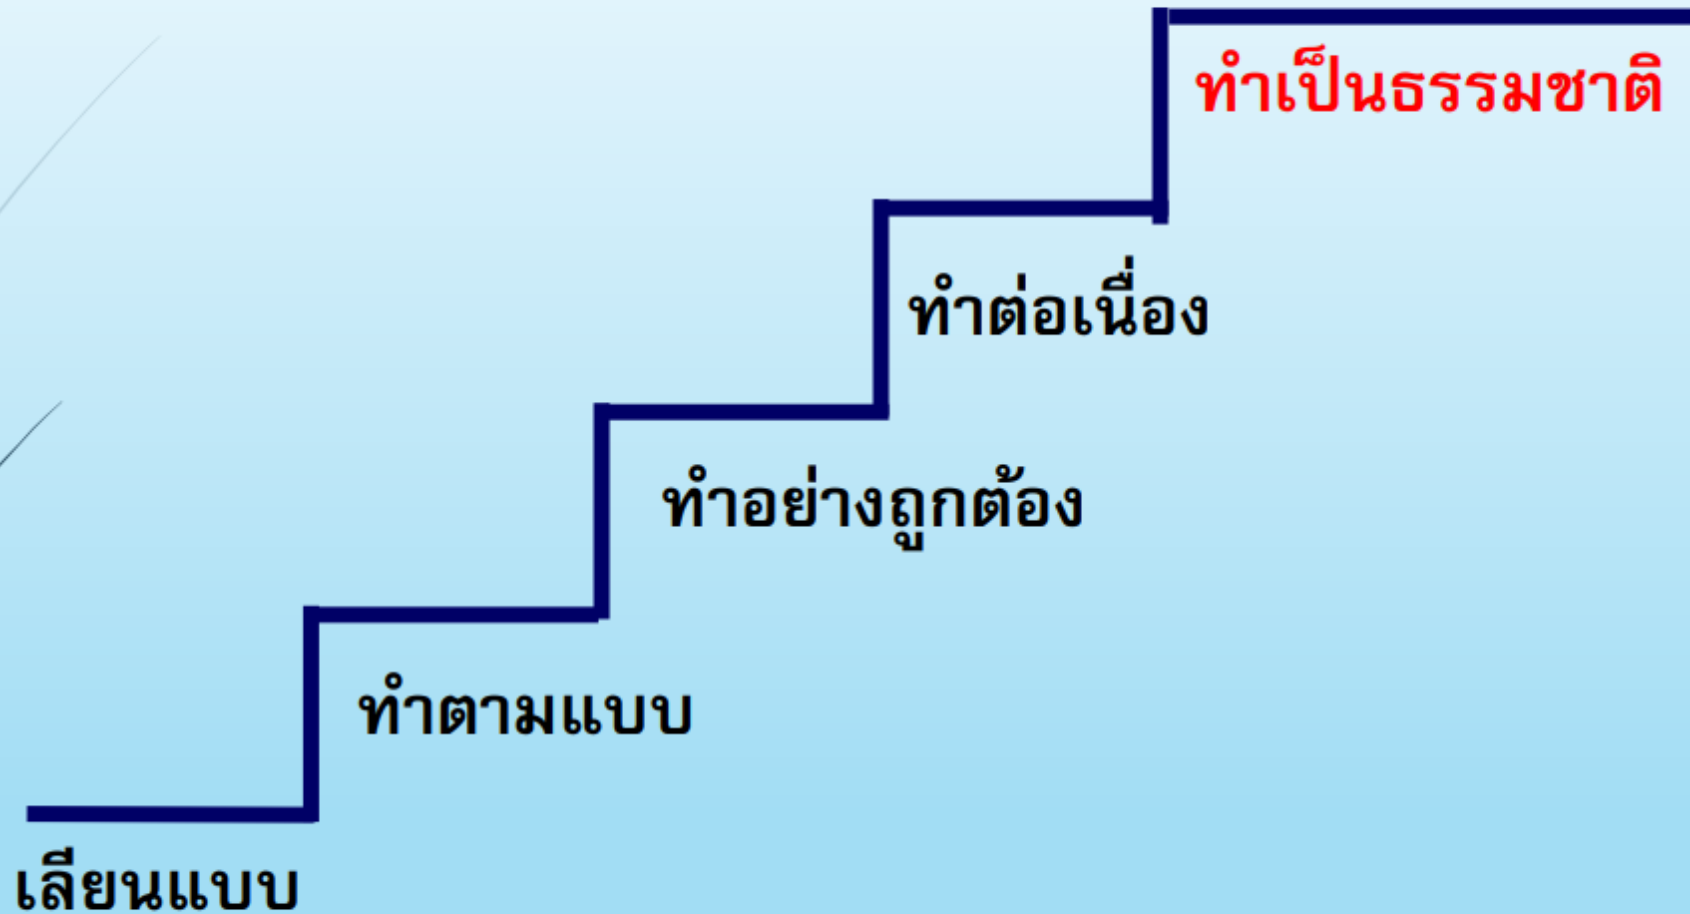 ทำเป็นธรรมชาติ
ทำต่อเนื่อง
ทำอย่างถูกต้อง
ทำตามแบบ
เลียนแบบ